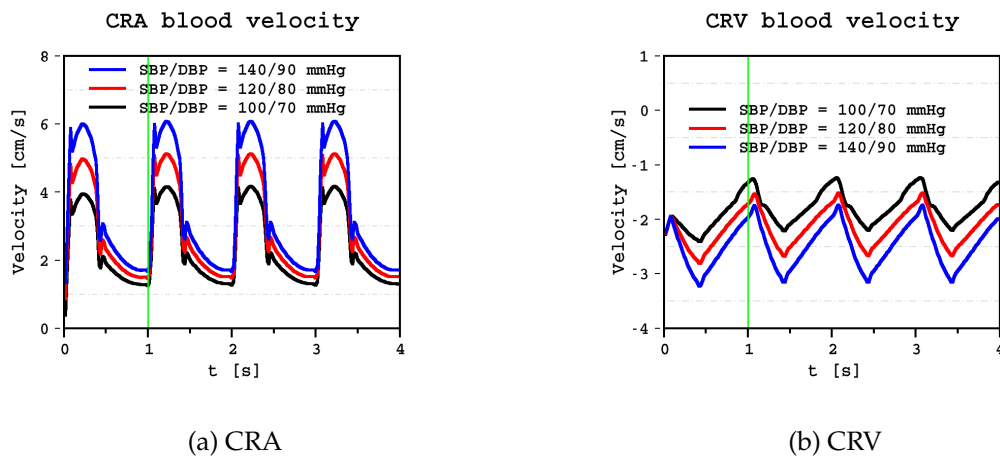 CRA blood velocity
8
6
4
2
0
Velocity [cm/s]
SBP/DBP = 140/90 mmHg
SBP/DBP = 120/80 mmHg
SBP/DBP = 100/70 mmHg
0 1 2 3 4
t [s]
(a) CRA
CRV blood velocity
1
0
-1
-2
-3
-4
Velocity [cm/s]
SBP/DBP = 100/70 mmHg
SBP/DBP = 120/80 mmHg
SBP/DBP = 140/90 mmHg
0 1 2 3 4
t [s]
(b) CRV